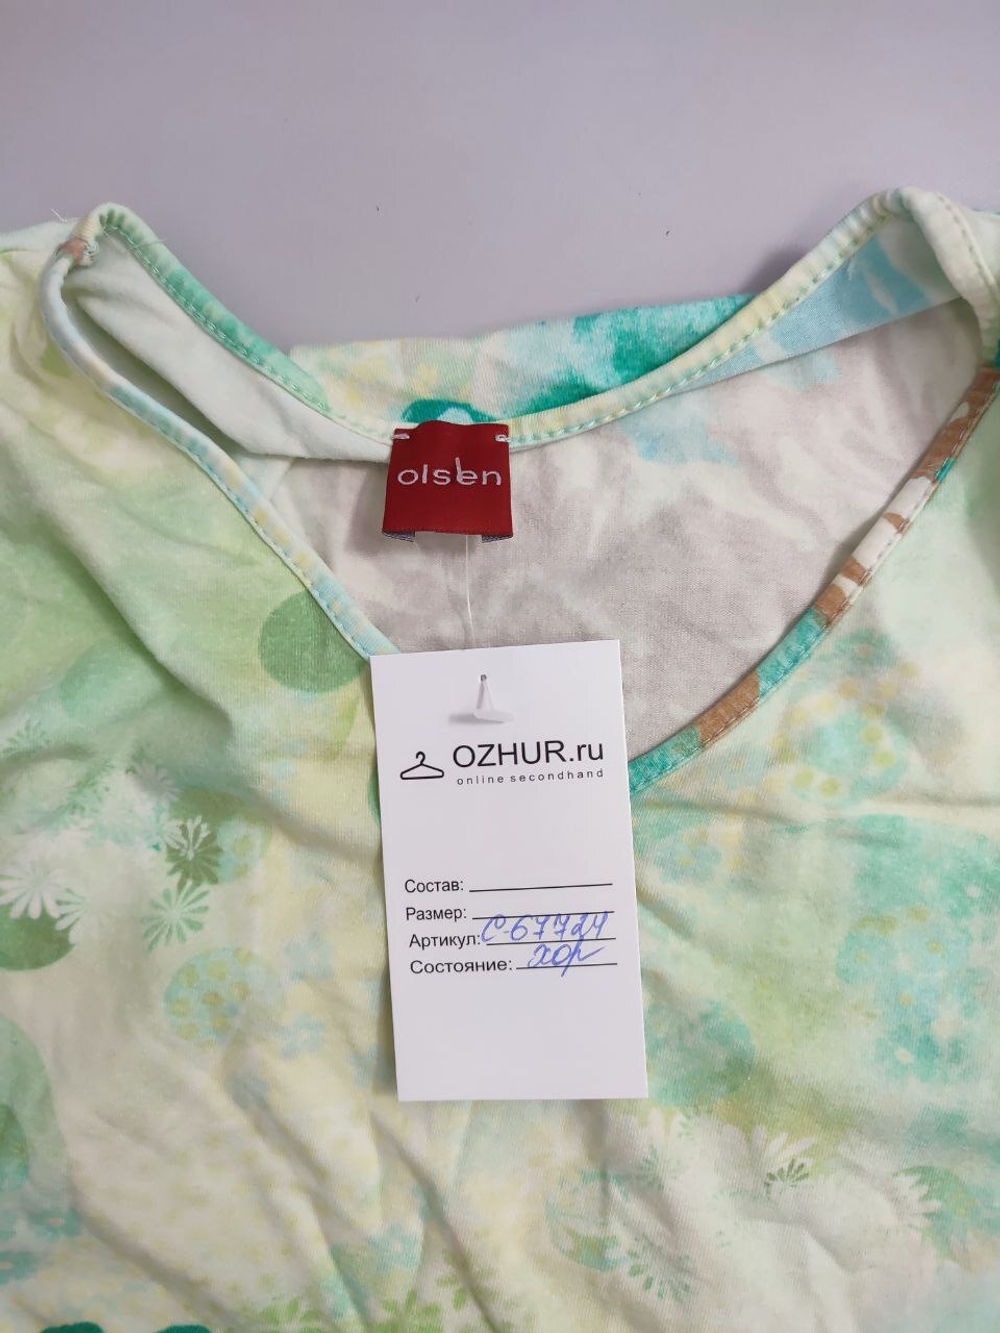 olsen
OZHUR.ru
online secondhand
Состав:
Размер:
Артикул: С-67724
Состояние: хор